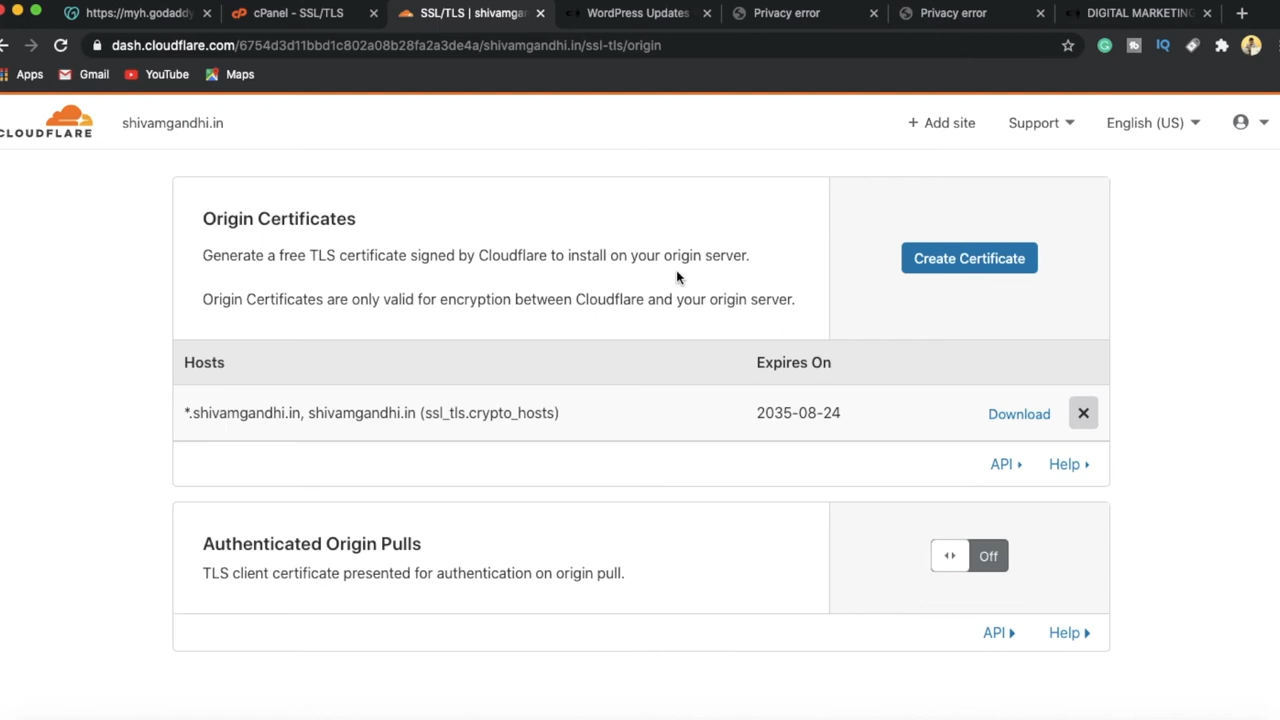 https://myh.godaddy
cPanel - SSL/TLS
SSL/TLS | shivamga
WordPress Updates
Privacy error
Privacy error
DIGITAL MARKETING
dash.cloudflare.com/6754d3d11bbd1c802a08b28fa2a3de4a/shivamgandhi.in/ssl-tls/origin
Apps
Gmail
YouTube
Maps
CLOUDFLARE
shivamgandhi.in
+ Add site
Support
English (US)
Origin Certificates
Generate a free TLS certificate signed by Cloudflare to install on your origin server.
Create Certificate
Origin Certificates are only valid for encryption between Cloudflare and your origin server.
Hosts Expires On
*.shivamgandhi.in, shivamgandhi.in (ssl_tls.crypto_hosts) 2035-08-24 Download
API Help
Authenticated Origin Pulls
TLS client certificate presented for authentication on origin pull.
Off
API Help